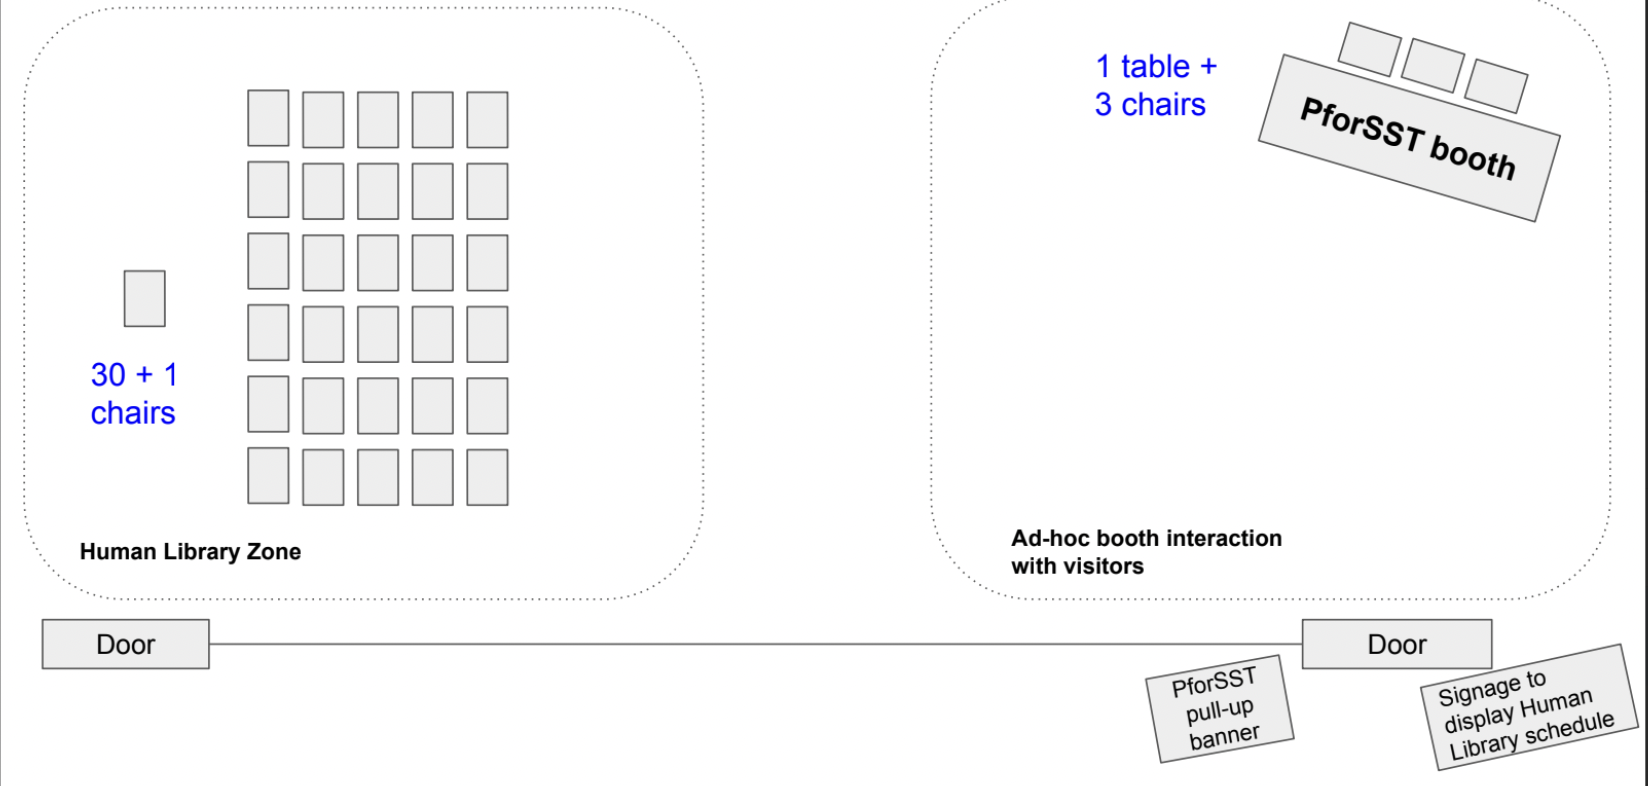 1 table +
3 chairs
PforSST booth
30 + 1
chairs
Human Library Zone
Ad-hoc booth interaction
with visitors
Door
Door
PforSST
pull-up
banner
Signage to
display Human
Library schedule